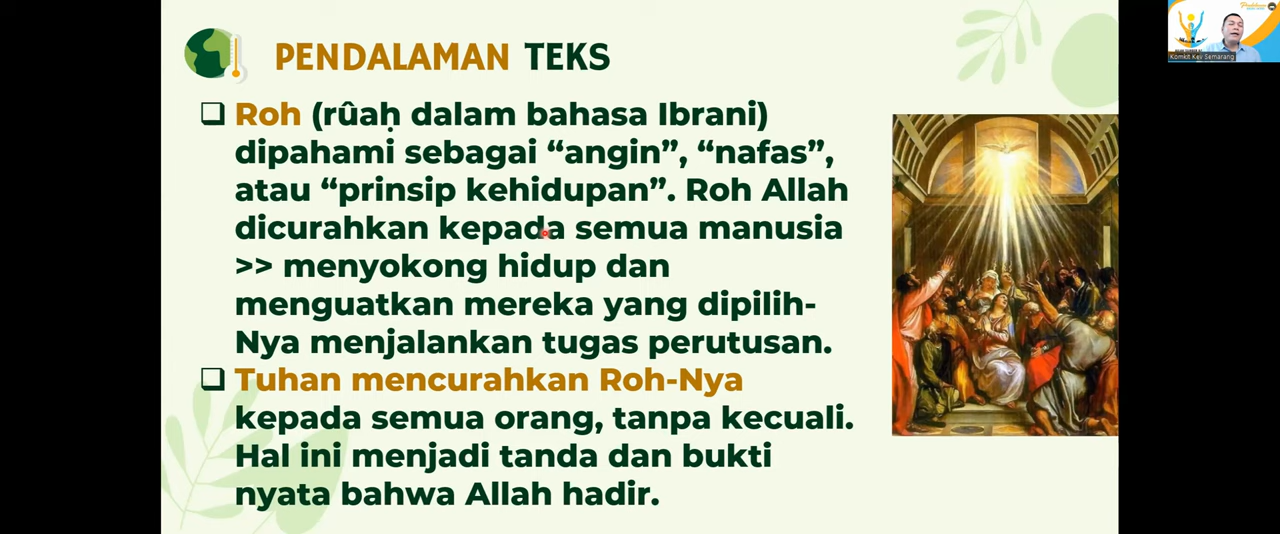 PENDALAMAN TEKS
Roh (rûaḥ dalam bahasa Ibrani)
dipahami sebagai “angin”, “nafas”,
atau “prinsip kehidupan”. Roh Allah
dicurahkan kepada semua manusia
>> menyokong hidup dan
menguatkan mereka yang dipilih-
Nya menjalankan tugas perutusan.
Tuhan mencurahkan Roh-Nya
kepada semua orang, tanpa kecuali.
Hal ini menjadi tanda dan bukti
nyata bahwa Allah hadir.
Komkit Kev Semarang